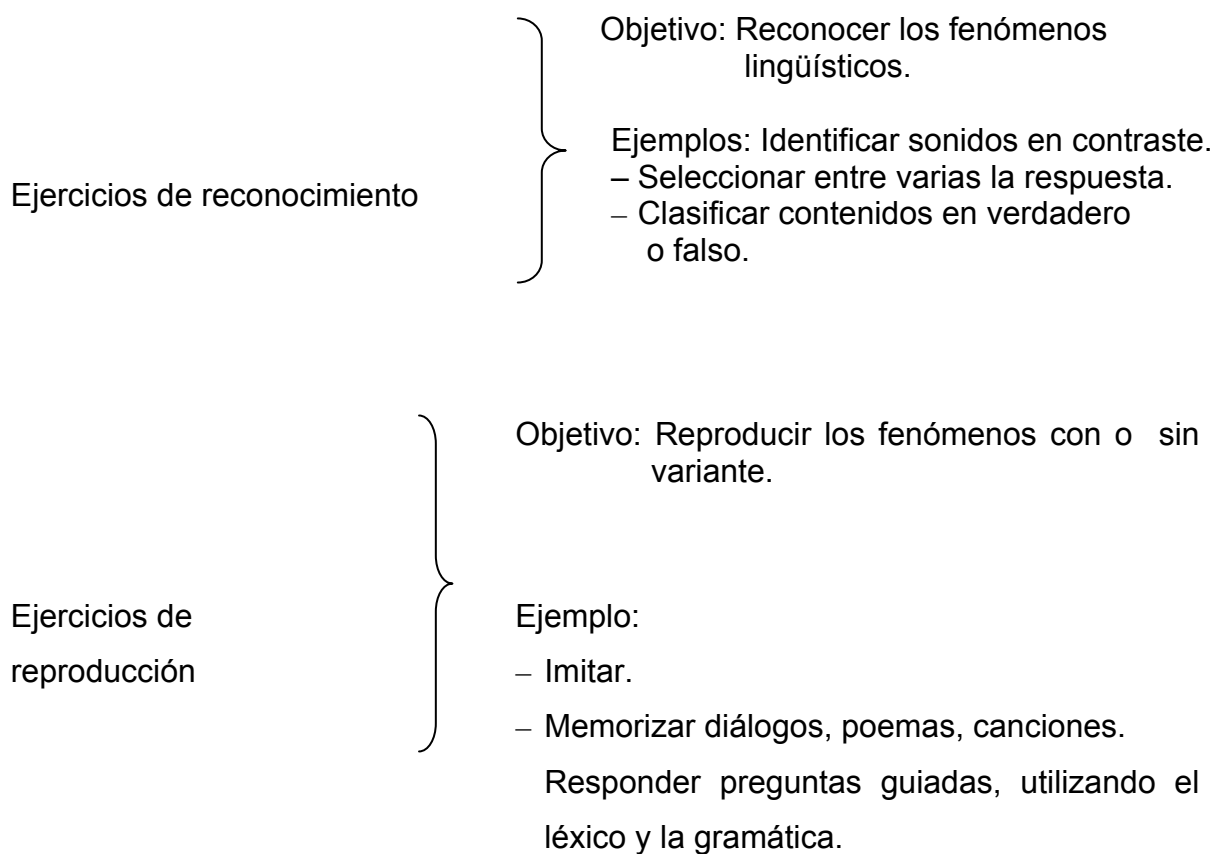 Ejercicios de reconocimiento
Objetivo: Reconocer los fenómenos
lingüísticos.
Ejemplos: Identificar sonidos en contraste.
– Seleccionar entre varias la respuesta.
– Clasificar contenidos en verdadero
o falso.
Ejercicios de
reproducción
Objetivo: Reproducir los fenómenos con o sin
variante.
Ejemplo:
– Imitar.
– Memorizar diálogos, poemas, canciones.
Responder preguntas guiadas, utilizando el
léxico y la gramática.